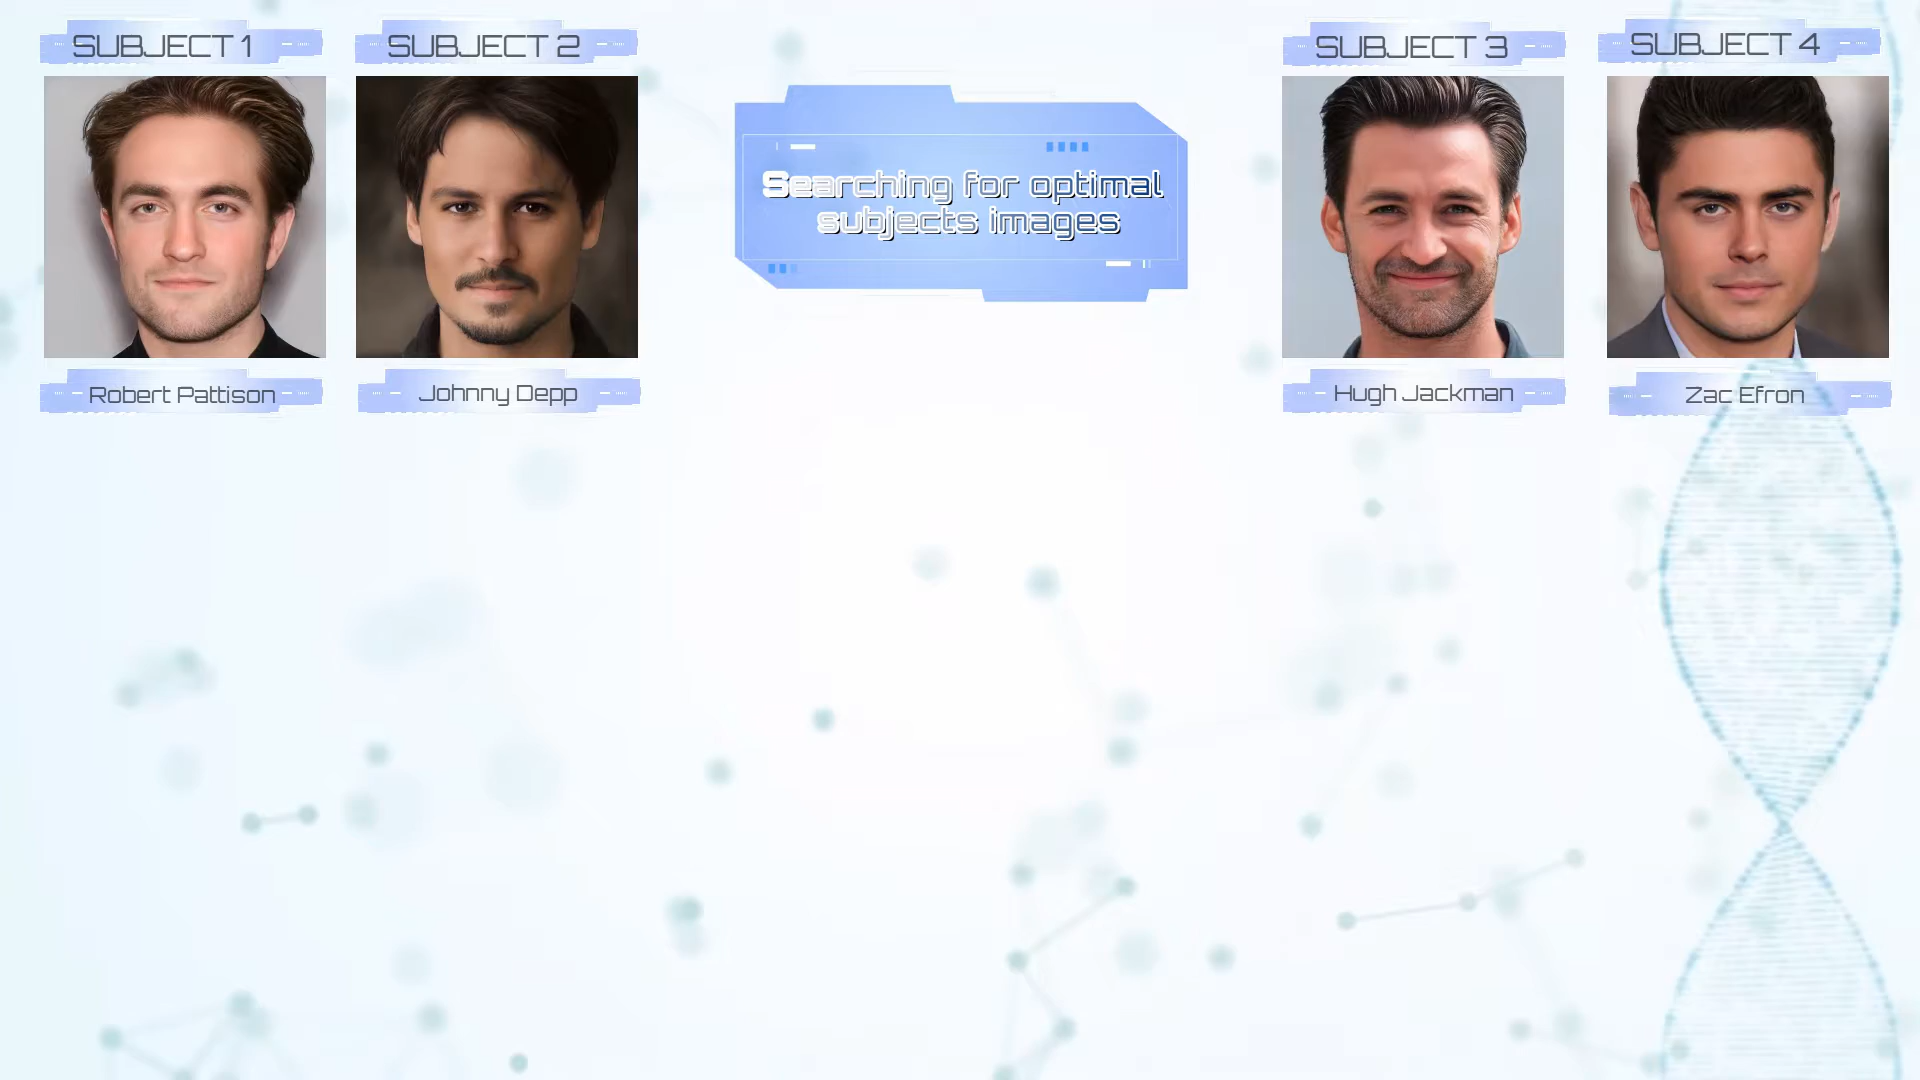 SUBJECT 1
SUBJECT 2
SUBJECT 3
SUBJECT 4
Searching for optimal
subjects images
Robert Pattison
Johnny Depp
Hugh Jackman
Zac Efron